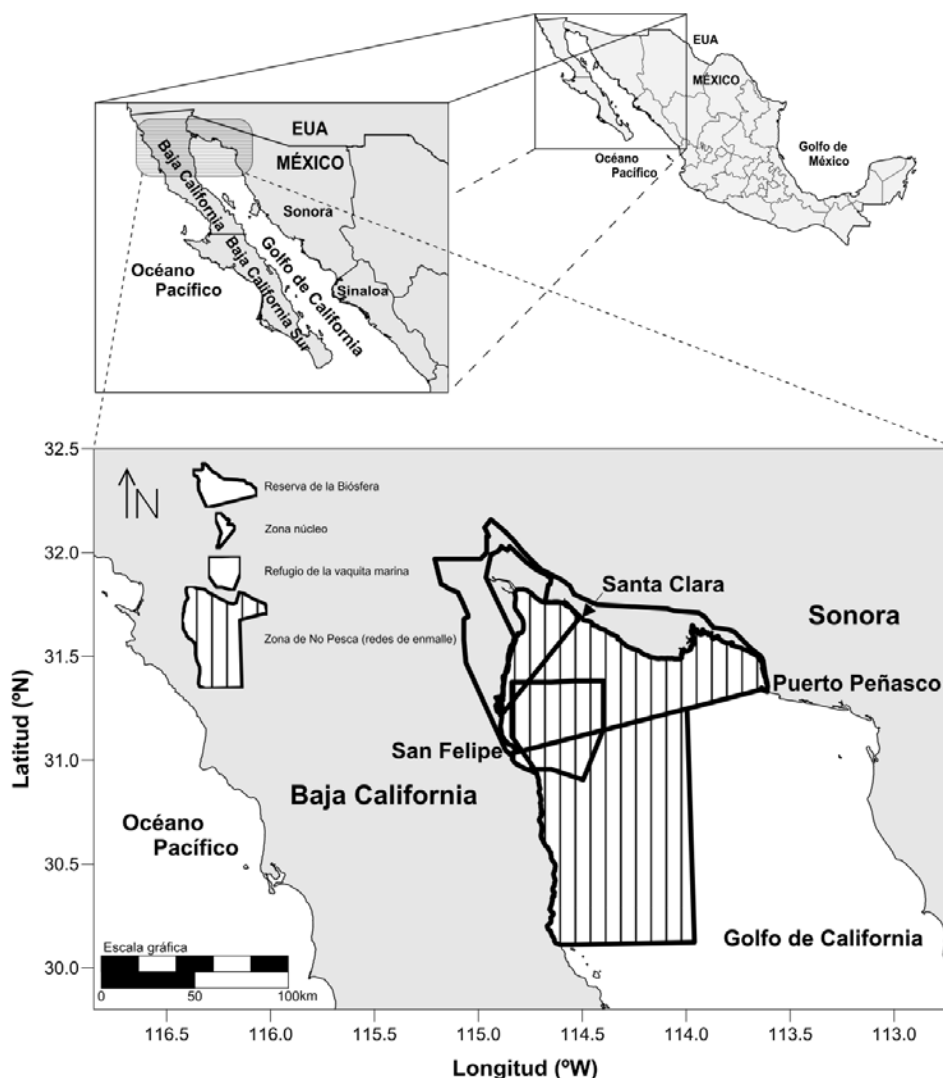 EUA
MÉXICO
Golfo de
México
Océano
Pacífico
EUA
MÉXICO
Baja California
Sonora
Golfo de California
Baja California Sur
Sinaloa
Océano
Pacífico
32.5
32.0
31.5
31.0
30.5
30.0
Latitud (ºN)
N
Reserva de la Biósfera
Zona núcleo
Refugio de la vaquita marina
Zona de No Pesca (redes de enmalle)
Santa Clara
Sonora
Puerto Peñasco
San Felipe
Baja California
Océano
Pacífico
Golfo de California
Escala gráfica
0
50
100km
116.5
116.0
115.5
115.0
114.5
114.0
113.5
113.0
Longitud (ºW)